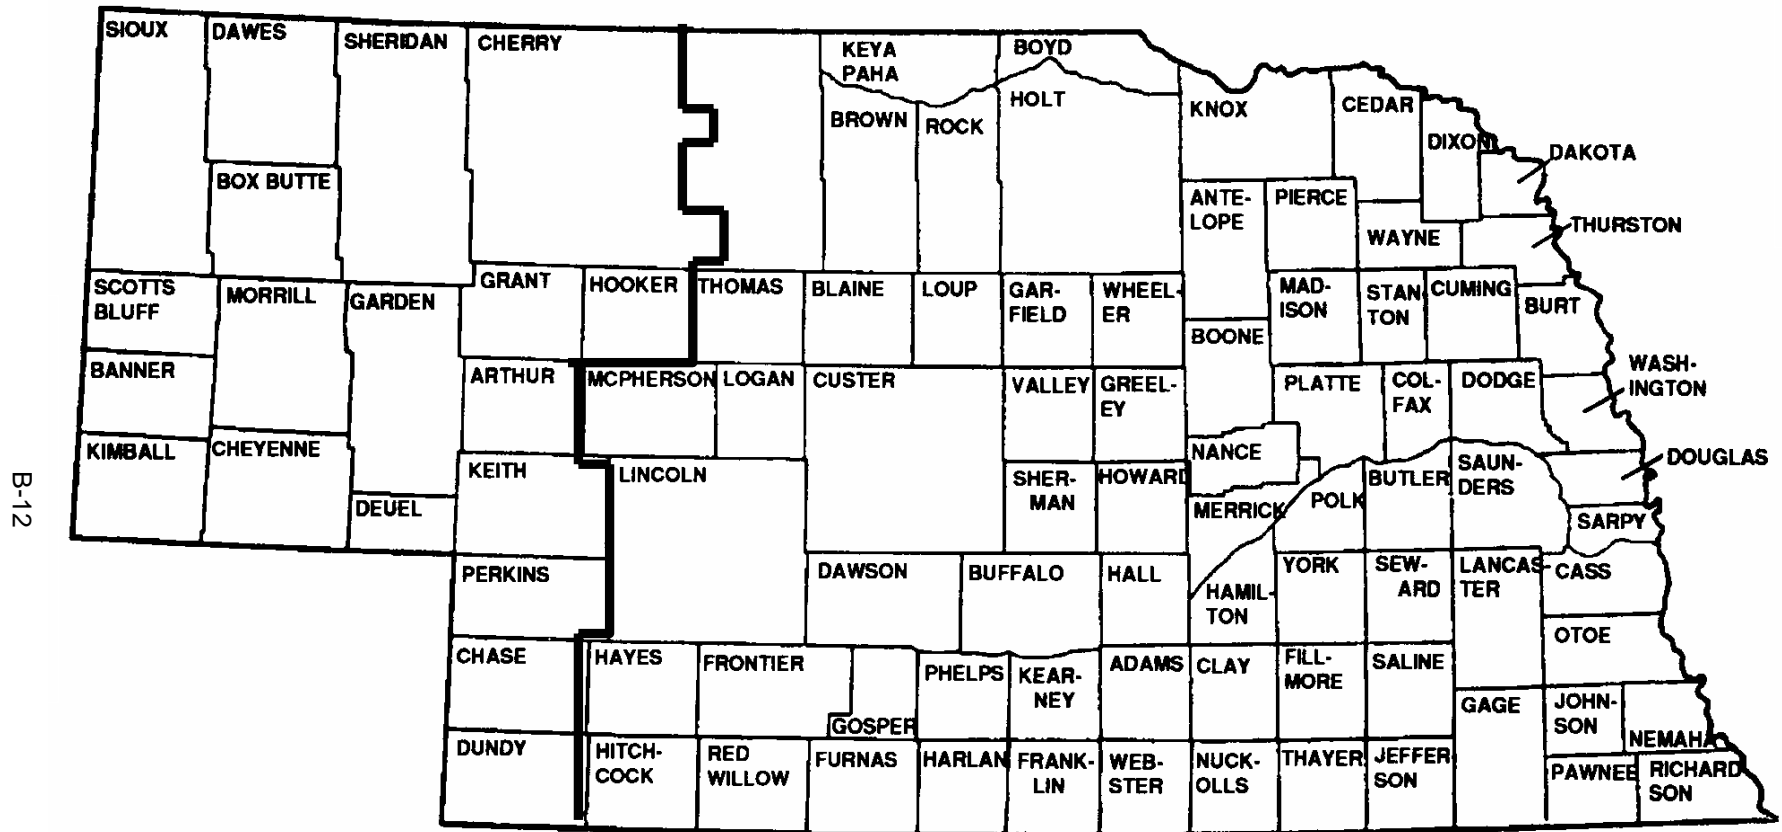 SIOUX
DAWES
SHERIDAN
CHERRY
KEYA
PAHA
BOYD
BROWN
ROCK
HOLT
KNOX
CEDAR
DIXON
DAKOTA
BOX BUTTE
ANTE-
LOPE
PIERCE
WAYNE
THURSTON
SCOTTS
BLUFF
MORRILL
GARDEN
GRANT
HOOKER
THOMAS
BLAINE
LOUP
GAR-
FIELD
WHEEL-
ER
MAD-
ISON
STAN
TON
CUMING
BURT
BOONE
BANNER
ARTHUR
MCPHERSON
LOGAN
CUSTER
VALLEY
GREEL-
EY
PLATTE
COL-
FAX
DODGE
WASH-
INGTON
KIMBALL
CHEYENNE
KEITH
LINCOLN
SHER-
MAN
HOWARD
NANCE
MERRICK
POLK
BUTLER
SAUN-
DERS
DOUGLAS
DEUEL
SARPY
B-12
PERKINS
DAWSON
BUFFALO
HALL
HAMIL-
TON
YORK
SEW-
ARD
LANCAS-
TER
CASS
OTOE
CHASE
HAYES
FRONTIER
GOSPER
PHELPS
KEAR-
NEY
ADAMS
CLAY
FILL-
MORE
SALINE
GAGE
JOHN-
SON
NEMAHA
DUNDY
HITCH-
COCK
RED
WILLOW
FURNAS
HARLAN
FRANK-
LIN
WEB-
STER
NUCK-
OLLS
THAYER
JEFFER
SON
PAWNEE
RICHARD
SON